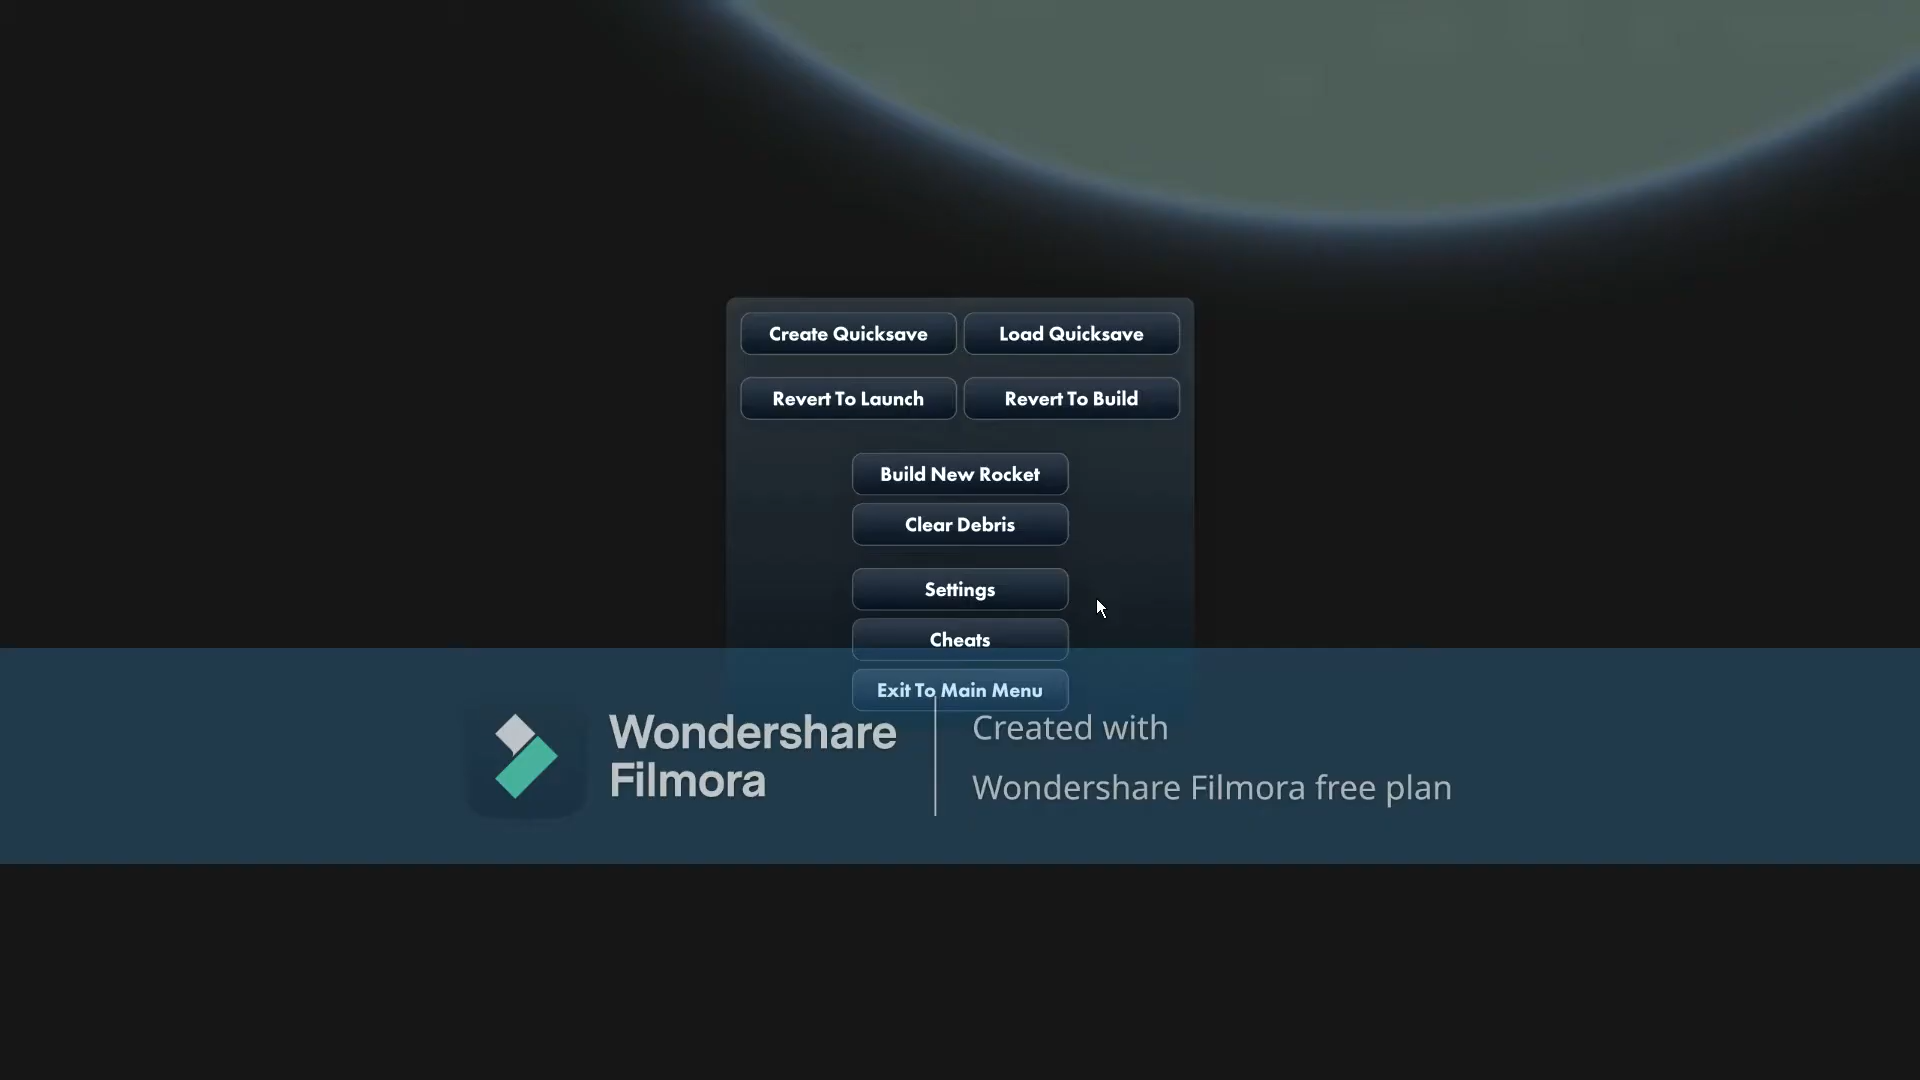 Create Quicksave Load Quicksave
Revert To Launch Revert To Build
Build New Rocket
Clear Debris
Settings
Cheats
Exit To Main Menu
Wondershare
Filmora
Created with
Wondershare Filmora free plan